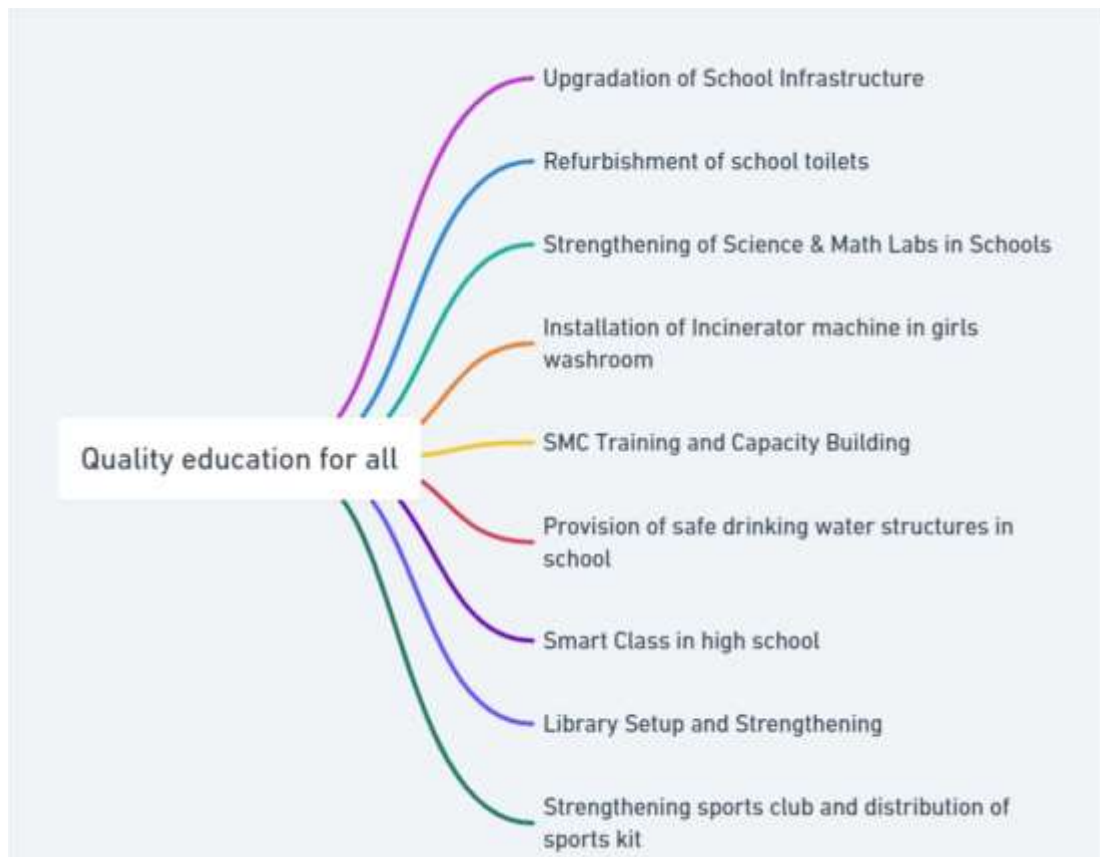 Upgradation of School Infrastructure
Refurbishment of school toilets
Strengthening of Science & Math Labs in Schools
Installation of Incinerator machine in girls
washroom
Quality education for all
SMC Training and Capacity Building
Provision of safe drinking water structures in
school
Smart Class in high school
Library Setup and Strengthening
Strengthening sports club and distribution of
sports kit